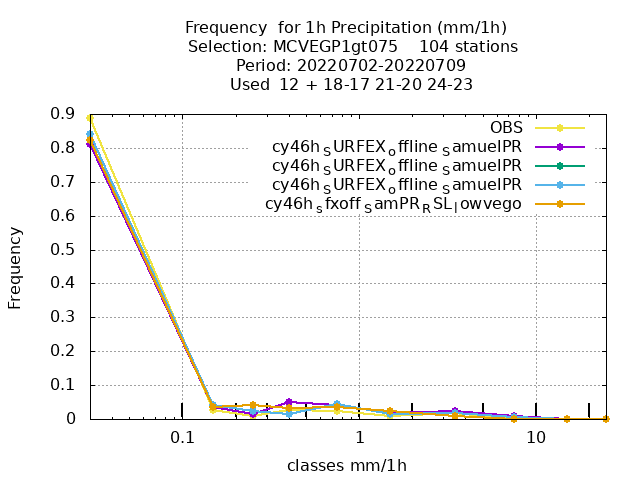 Frequency  for 1h Precipitation (mm/1h)
Selection: MCVEGP1gt075    104 stations
Period: 20220702-20220709
Used  12 + 18-17 21-20 24-23
OBS
cy46h_SURFEX_offline_SamuelPR
cy46h_SURFEX_offline_SamuelPR
cy46h_SURFEX_offline_SamuelPR
cy46h_sfxoff_SamPR_RSL_lowvego
0.9
0.8
0.7
0.6
0.5
0.4
0.3
0.2
0.1
0
Frequency
0.1 1 10
classes mm/1h